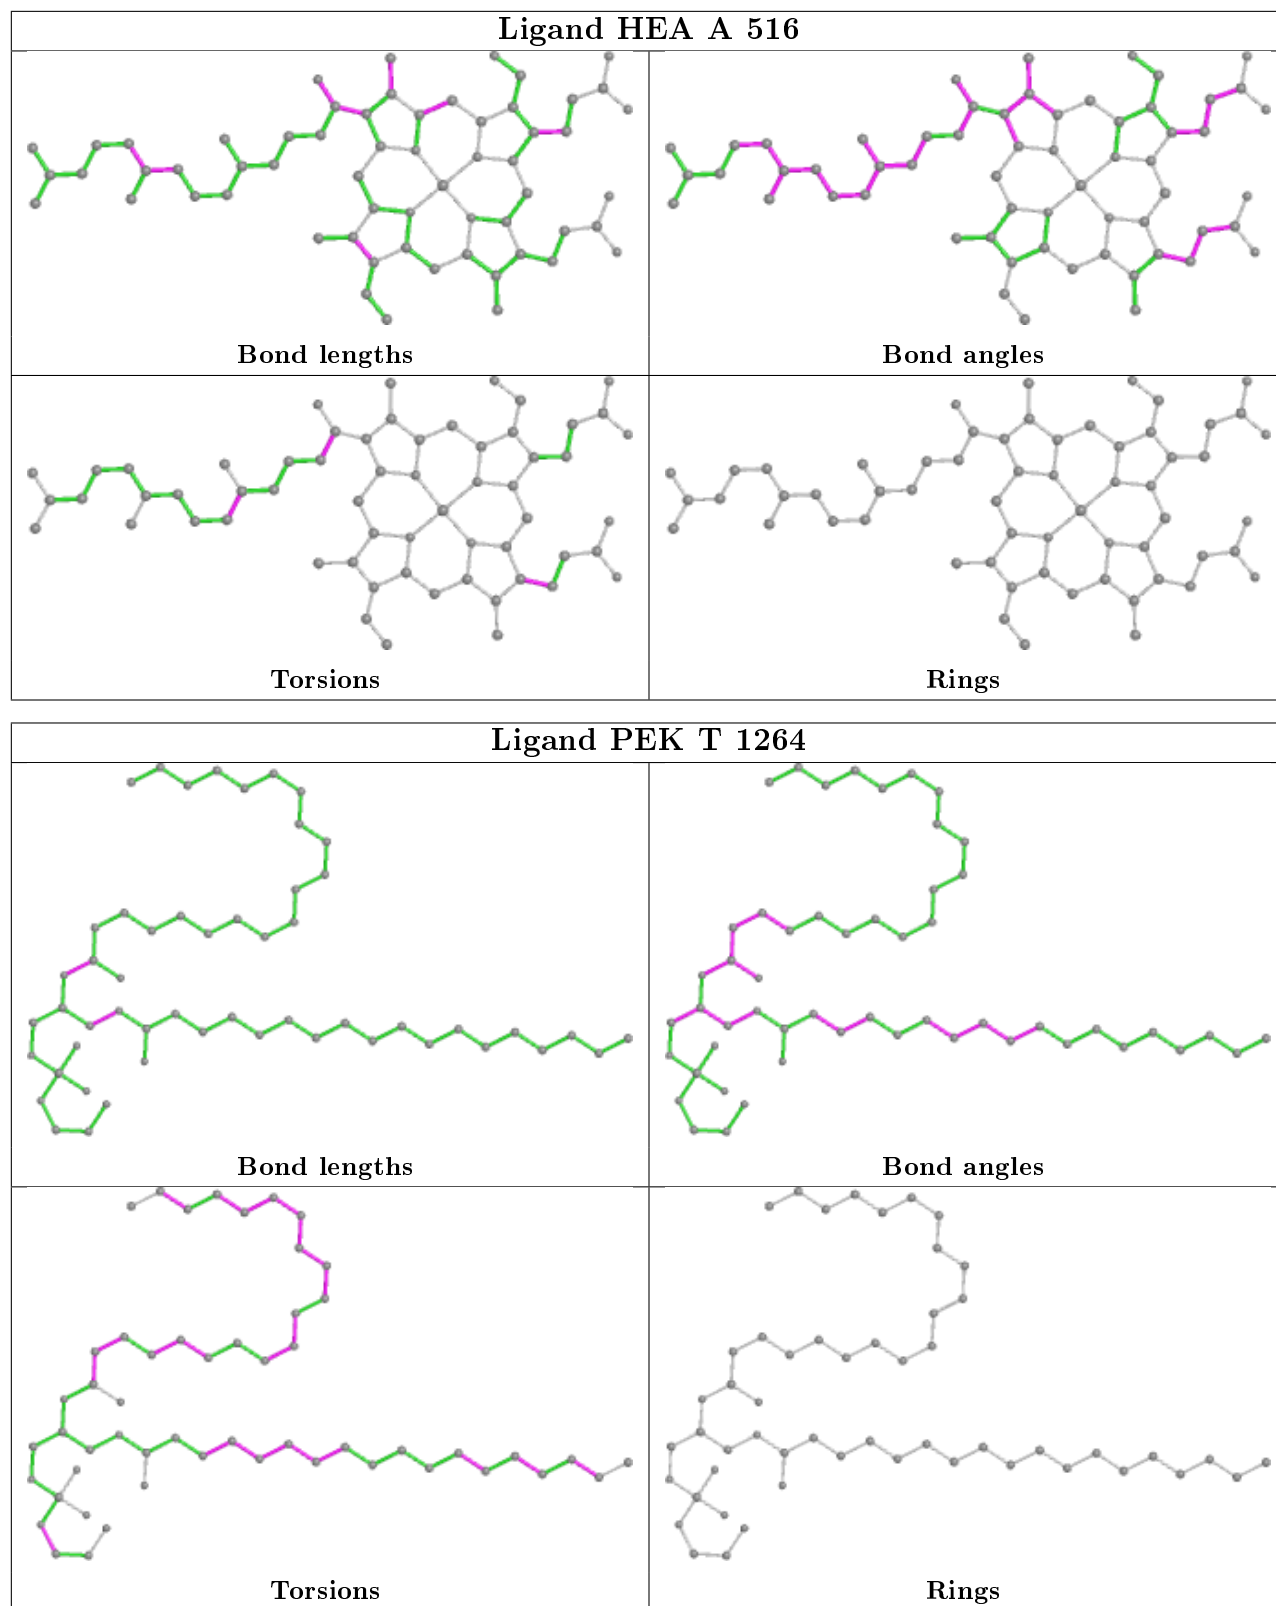 Ligand HEA A 516
Bond lengths
Bond angles
Torsions
Rings
Ligand PEK T 1264
Bond lengths
Bond angles
Torsions
Rings